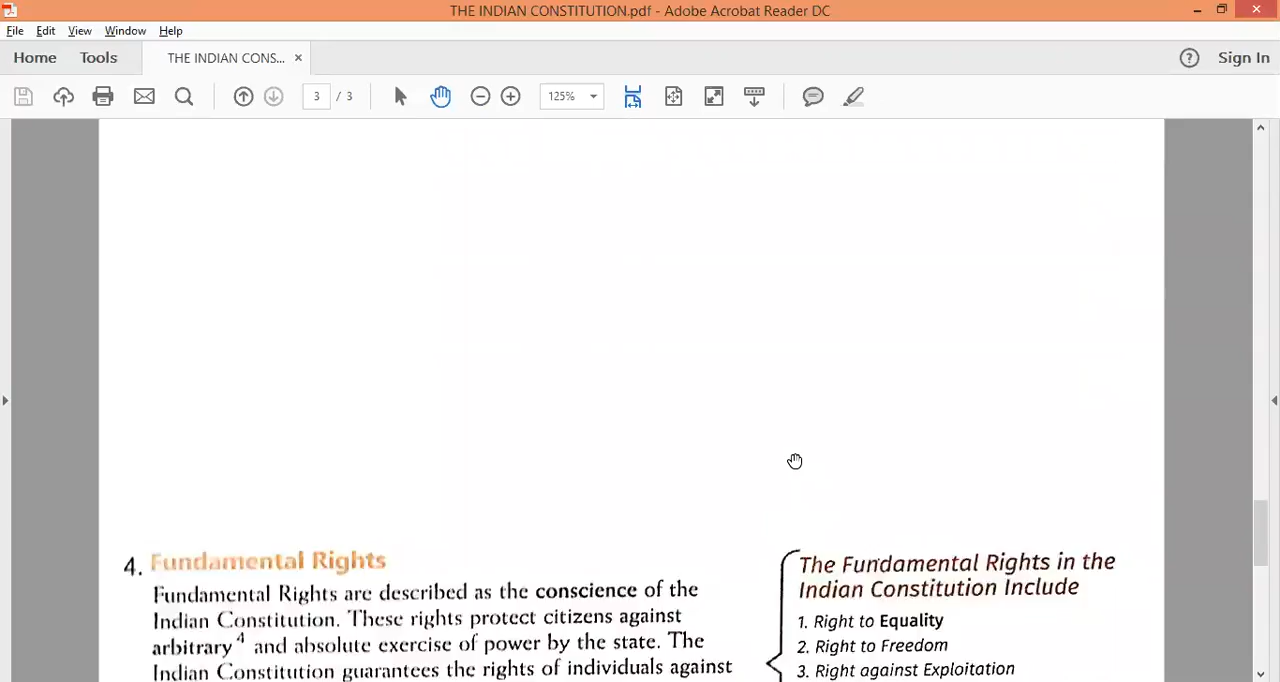 THE INDIAN CONSTITUTION.pdf - Adobe Acrobat Reader DC
File Edit View Window Help
Home Tools THE INDIAN CONS... × ? Sign In
3 / 3 125%
4. Fundamental Rights
Fundamental Rights are described as the conscience of the
Indian Constitution. These rights protect citizens against
arbitrary 4 and absolute exercise of power by the state. The
Indian Constitution guarantees the rights of individuals against
The Fundamental Rights in the
Indian Constitution Include
1. Right to Equality
2. Right to Freedom
3. Right against Exploitation